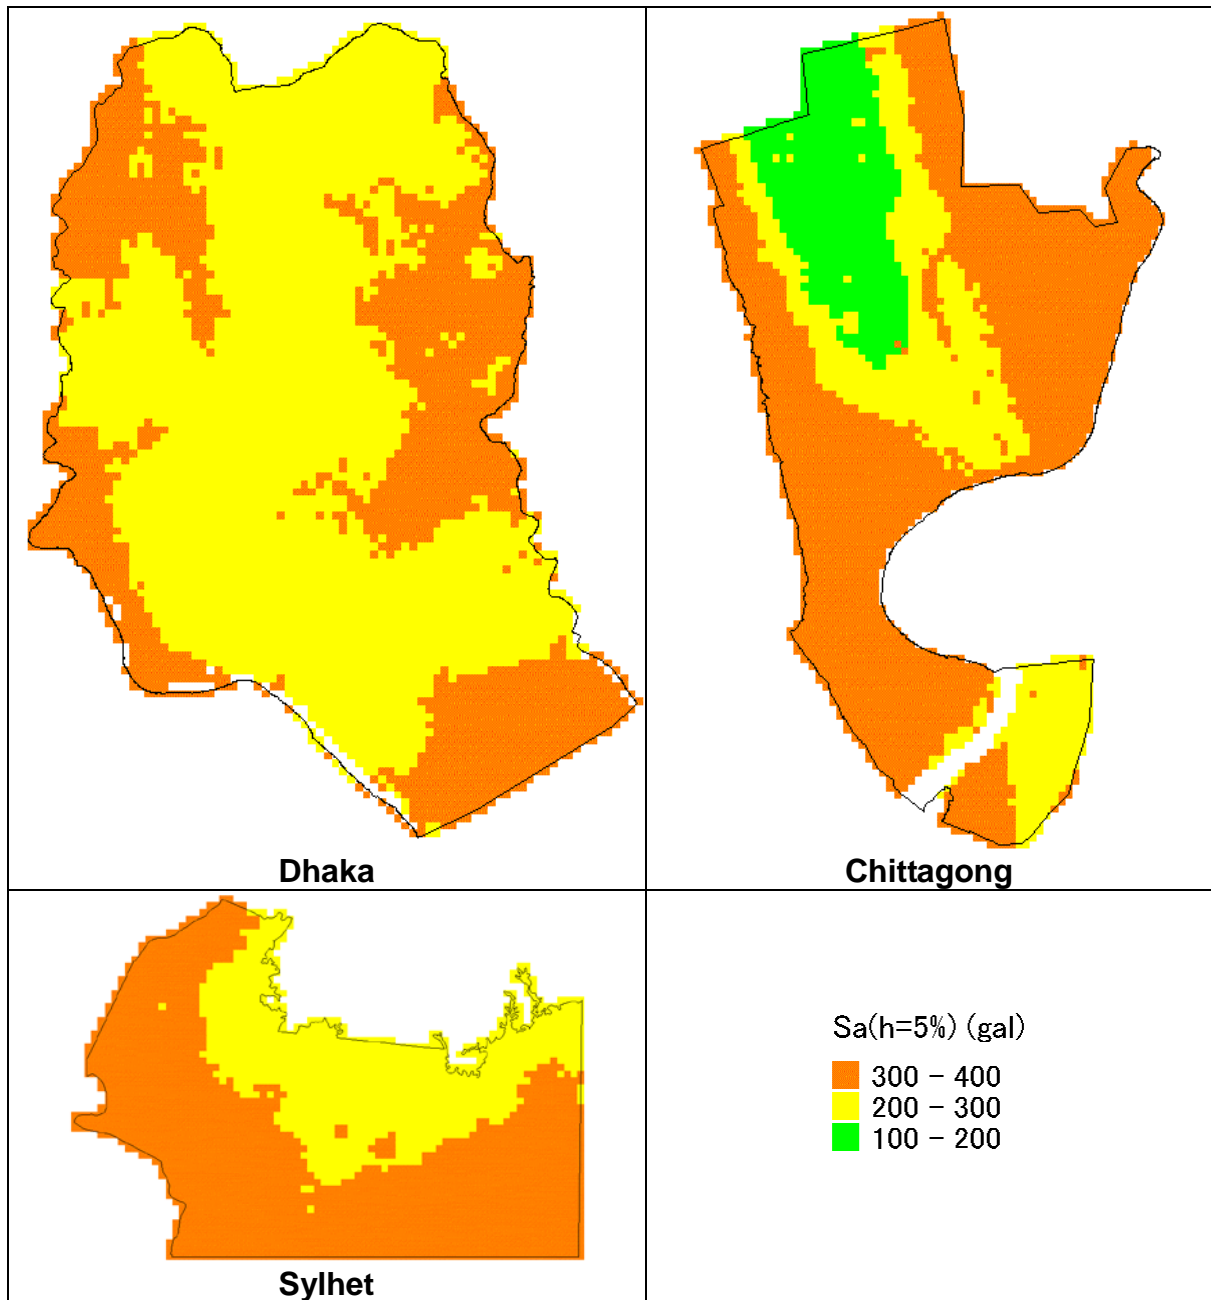 Dhaka
Chittagong
Sylhet
Sa(h=5%) (gal)
300 - 400
200 - 300
100 - 200